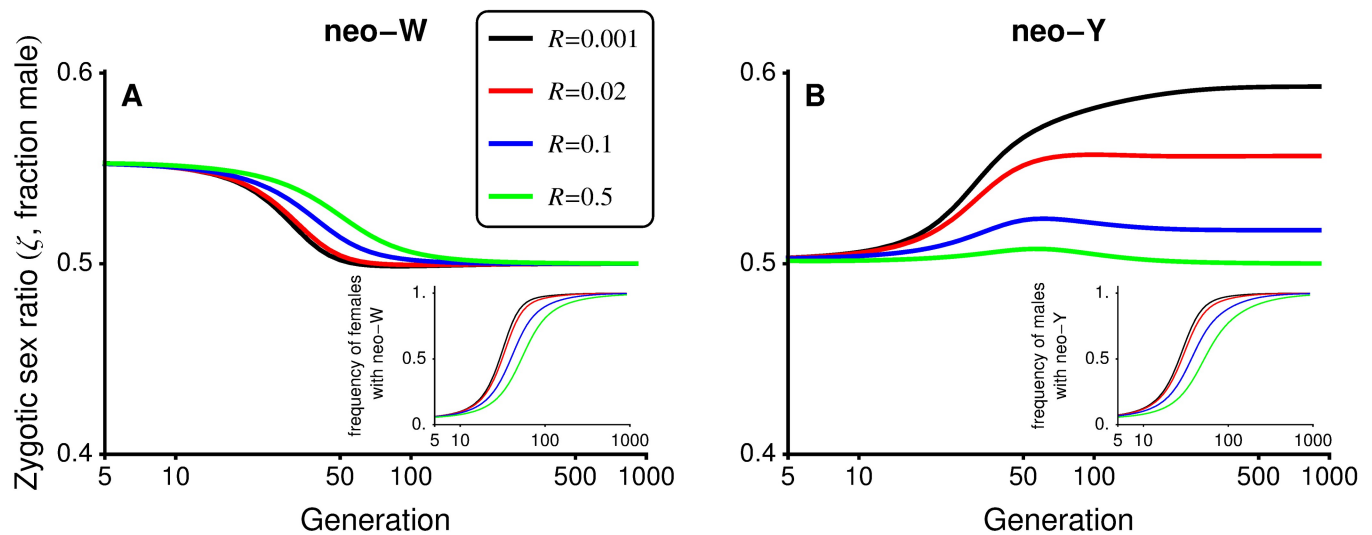 neo–W
neo–Y
R=0.001
R=0.02
R=0.1
R=0.5
Zygotic sex ratio (ζ, fraction male)
A
0.6
0.5
0.4
5 10 50 100 500 1000
Generation
frequency of females
with neo–W
1.
0.5
0.
5 10 100 1000
B
0.6
0.5
0.4
5 10 50 100 500 1000
Generation
frequency of males
with neo–Y
1.
0.5
0.
5 10 100 1000